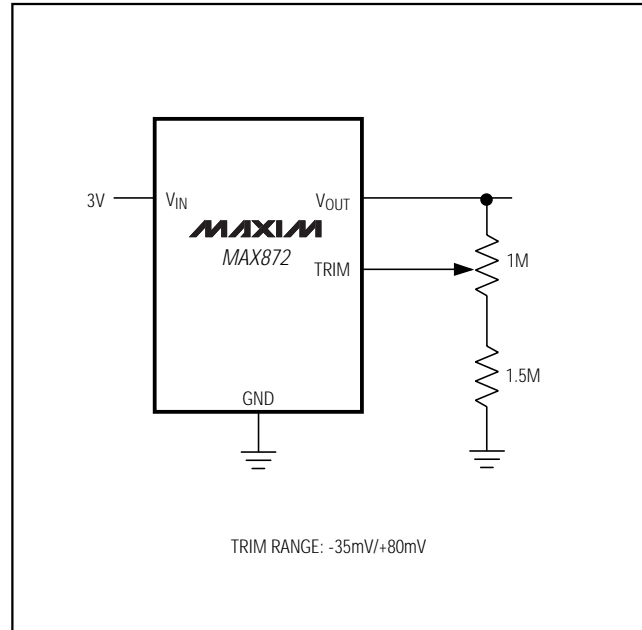 3V
VIN
VOUT
MAXIM
MAX872
TRIM
1M
1.5M
GND
TRIM RANGE: -35mV/+80mV